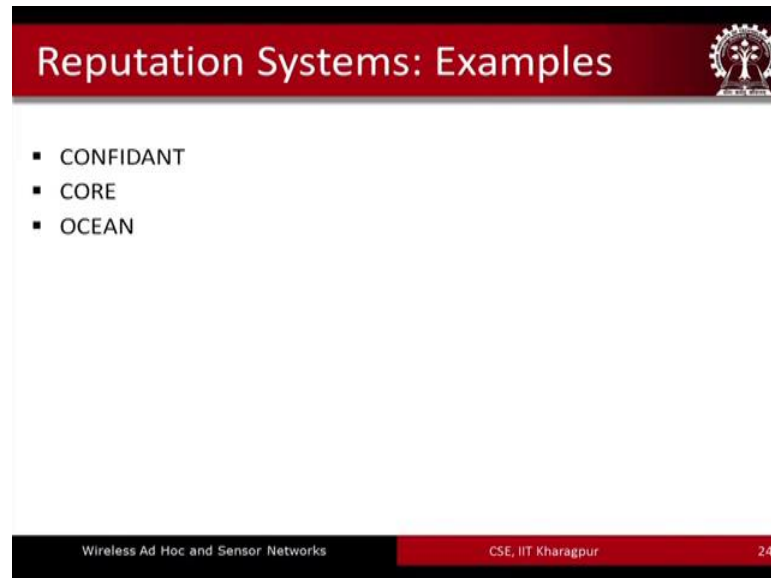 Reputation Systems: Examples
▪ CONFIDANT
▪ CORE
▪ OCEAN
Wireless Ad Hoc and Sensor Networks
CSE, IIT Kharagpur
24